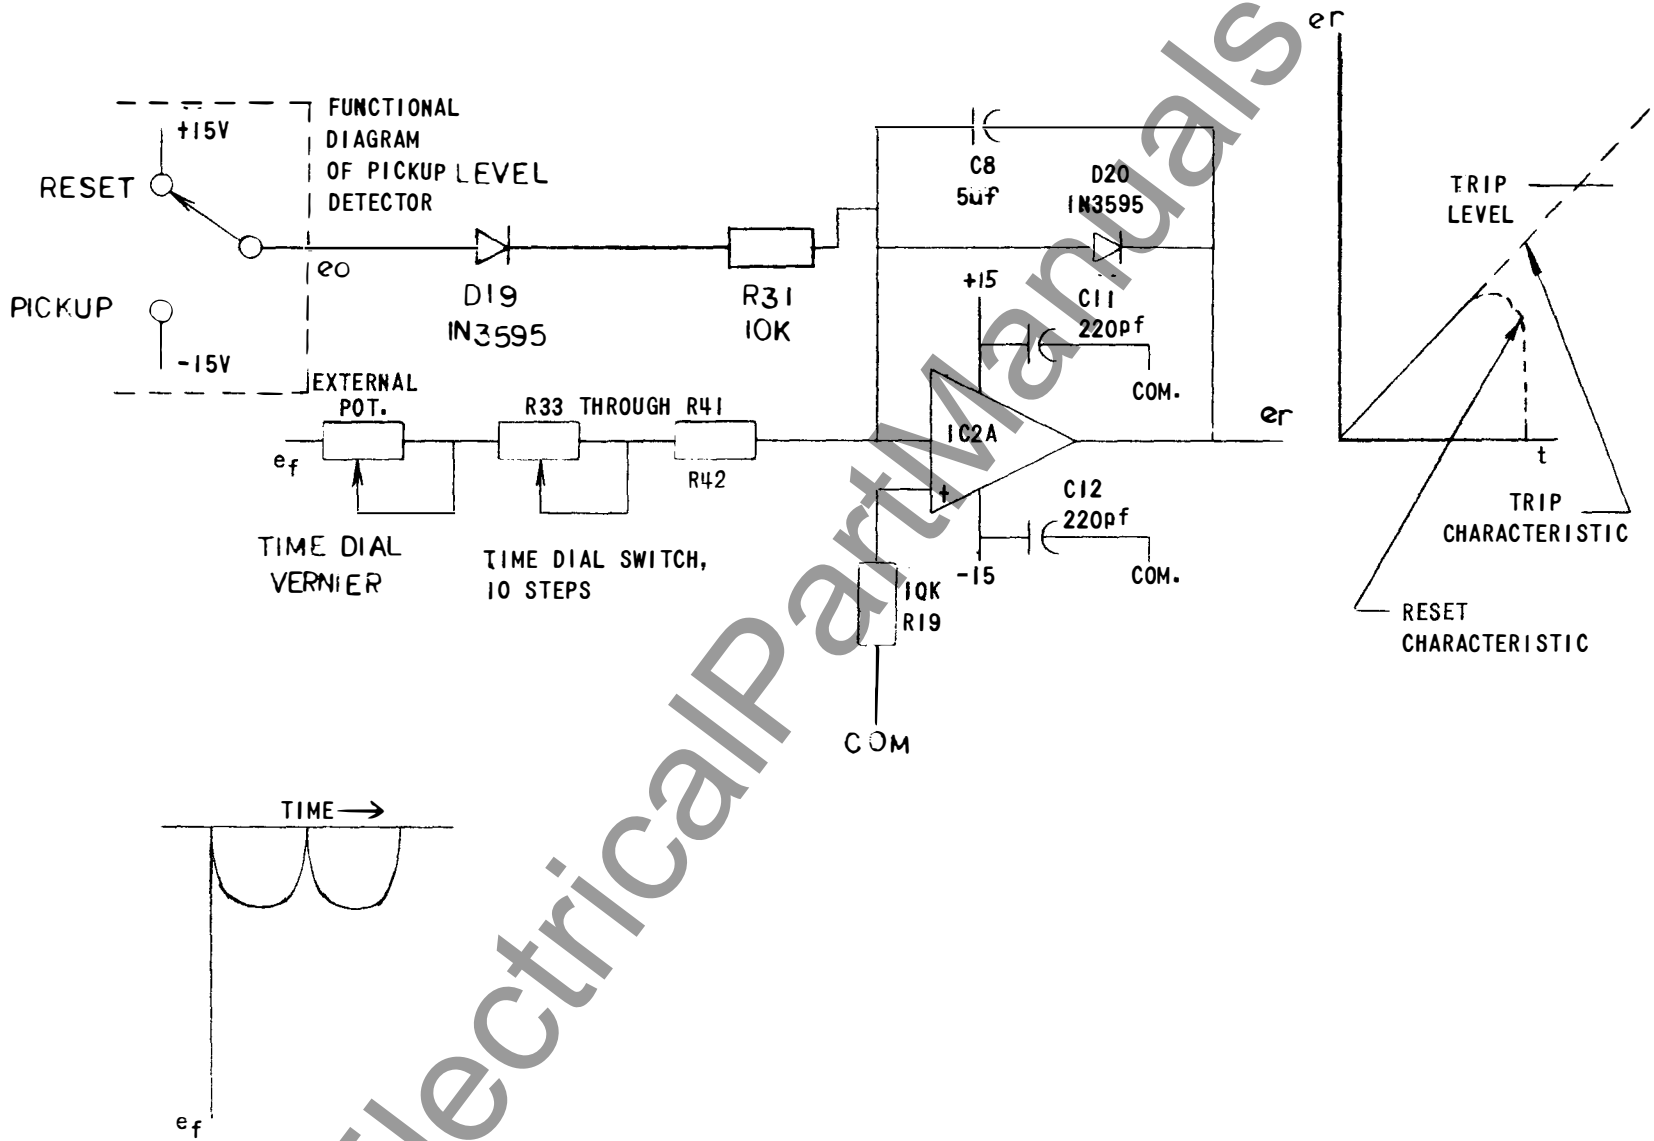 +15V
RESET
PICKUP
-15V
FUNCTIONAL
DIAGRAM
OF PICKUP LEVEL
DETECTOR
eo
D19
IN3595
R31
10K
C8
5uf
D20
IN3595
+15
C11
220pf
COM.
EXTERNAL
POT.
ef
TIME DIAL
VERNIER
R33 THROUGH R41
R42
TIME DIAL SWITCH,
10 STEPS
IC2A
+
er
C12
220pf
-15
COM.
10K
R19
COM
er
TRIP
LEVEL
t
TRIP
CHARACTERISTIC
RESET
CHARACTERISTIC
TIME
ef
ElectricalPartManuals